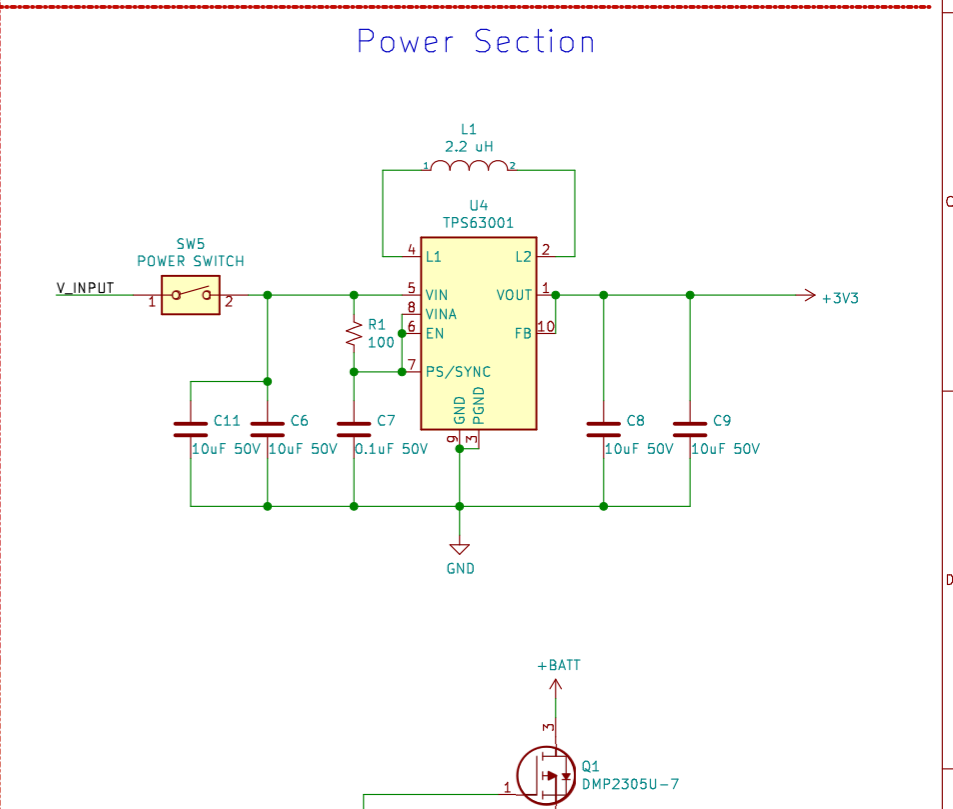 Power Section
L1
2.2 uH
1 2
U4
TPS63001
C
SW5
POWER SWITCH
4 L1 L2 2
V_INPUT 1 2 5 VIN VOUT 1 +3V3
8 VINA
R1
100
6 EN FB 10
7 PS/SYNC
GND PGND
9 3
C11 C6 C7 C8 C9
10uF 50V 10uF 50V 0.1uF 50V 10uF 50V 10uF 50V
GND
D
+BATT
3
Q1
1 DMP2305U-7